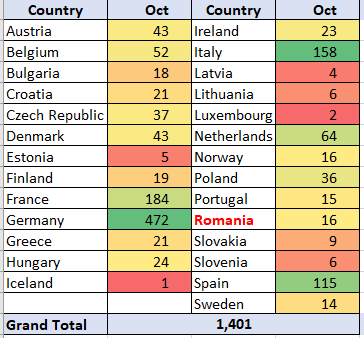 Country Oct Country Oct
Austria 43 Ireland 23
Belgium 52 Italy 158
Bulgaria 18 Latvia 4
Croatia 21 Lithuania 6
Czech Republic 37 Luxembourg 2
Denmark 43 Netherlands 64
Estonia 5 Norway 16
Finland 19 Poland 36
France 184 Portugal 15
Germany 472 Romania 16
Greece 21 Slovakia 9
Hungary 24 Slovenia 6
Iceland 1 Spain 115
Sweden 14
Grand Total 1,401